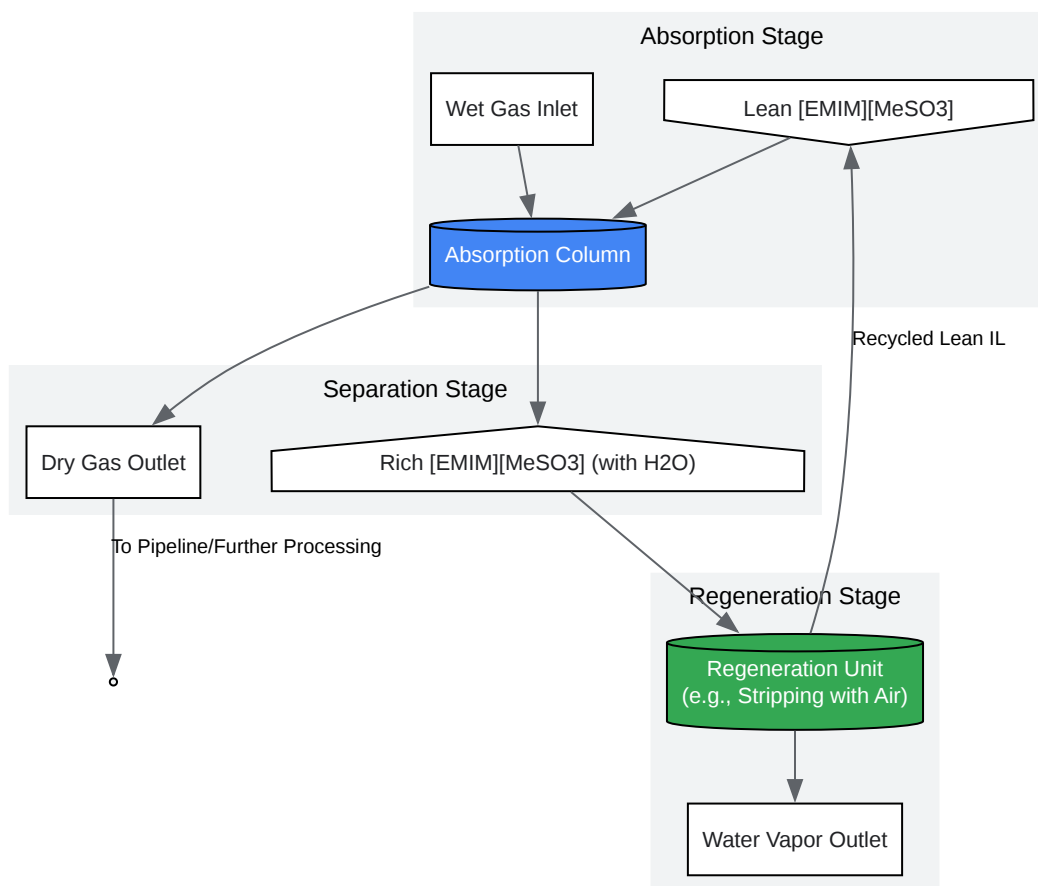 Absorption Stage
Wet Gas Inlet
Lean [EMIM][MeSO3]
Absorption Column
Recycled Lean IL
Separation Stage
Dry Gas Outlet
Rich [EMIM][MeSO3] (with H2O)
To Pipeline/Further Processing
Regeneration Stage
Regeneration Unit
(e.g., Stripping with Air)
Water Vapor Outlet